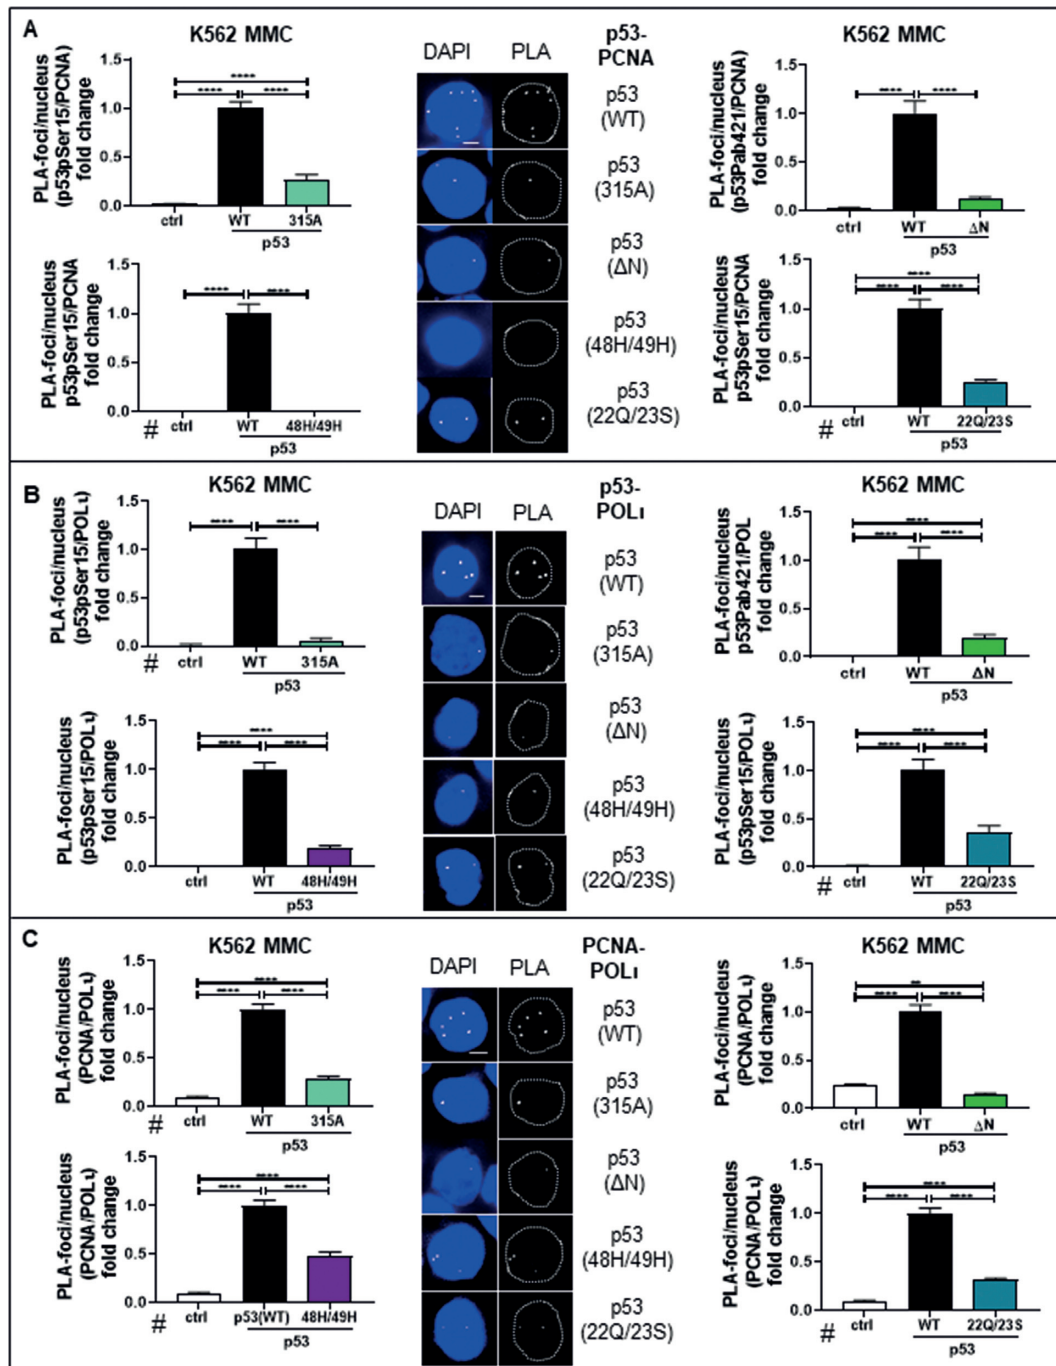 A
K562 MMC
PLA-foci/nucleus
(p53pSer15/PCNA)
fold change
1.5
1.0
0.5
0.0
****
**** ****
ctrl WT 315A
p53
PLA-foci/nucleus
p53pSer15/PCNA
fold change
1.5
1.0
0.5
0.0
**** ****
# ctrl WT 48H/49H
p53
DAPI PLA
p53-
PCNA
p53
(WT)
p53
(315A)
p53
(ΔN)
p53
(48H/49H)
p53
(22Q/23S)
K562 MMC
PLA-foci/nucleus
(p53Pab421/PCNA)
fold change
1.5
1.0
0.5
0.0
**** ****
ctrl WT ΔN
p53
PLA-foci/nucleus
p53pSer15/PCNA
fold change
1.5
1.0
0.5
0.0
****
**** ****
# ctrl WT 22Q/23S
p53
B
K562 MMC
PLA-foci/nucleus
(p53pSer15/POLι)
fold change
1.5
1.0
0.5
0.0
**** ****
# ctrl WT 315A
p53
PLA-foci/nucleus
(p53pSer15/POLι)
fold change
1.5
1.0
0.5
0.0
****
**** ****
# ctrl WT 48H/49H
p53
DAPI PLA
p53-
POLι
p53
(WT)
p53
(315A)
p53
(ΔN)
p53
(48H/49H)
p53
(22Q/23S)
K562 MMC
PLA-foci/nucleus
p53Pab421/POL
fold change
1.5
1.0
0.5
0.0
****
**** ****
ctrl WT ΔN
p53
PLA-foci/nucleus
(p53pSer15/POLι)
fold change
1.5
1.0
0.5
0.0
****
**** ****
# ctrl WT 22Q/23S
p53
C
K562 MMC
PLA-foci/nucleus
(PCNA/POLι)
fold change
1.5
1.0
0.5
0.0
****
**** ****
# ctrl WT 315A
p53
PLA-foci/nucleus
(PCNA/POLι)
fold change
1.5
1.0
0.5
0.0
****
**** ****
# ctrl p53(WT) 48H/49H
p53
DAPI PLA
PCNA-
POLι
p53
(WT)
p53
(315A)
p53
(ΔN)
p53
(48H/49H)
p53
(22Q/23S)
K562 MMC
PLA-foci/nucleus
(PCNA/POLι)
fold change
1.5
1.0
0.5
0.0
**
**** ****
ctrl WT ΔN
p53
PLA-foci/nucleus
(PCNA/POLι)
fold change
1.5
1.0
0.5
0.0
****
**** ****
# ctrl WT 22Q/23S
p53